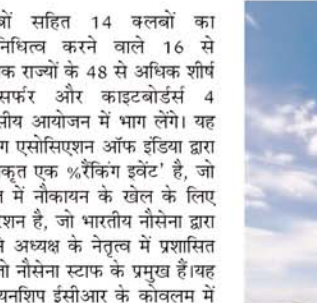 बों सहित 14 क्लबों का
निधित्व करने वाले 16 से
क राज्यों के 48 से अधिक शीर्ष
सर्फर और काइटबोर्डर्स 4
सीय आयोजन में भाग लेंगे। यह
ग एसोसिएशन ऑफ इंडिया द्वारा
कृत एक %रैंकिंग इवेंट' है, जो
त में नौकायन के खेल के लिए
रेशन है, जो भारतीय नौसेना द्वारा
ने अध्यक्ष के नेतृत्व में प्रशासित
जो नौसेना स्टाफ के प्रमुख हैं।यह
यनशिप ईसीआर के कोवलम में